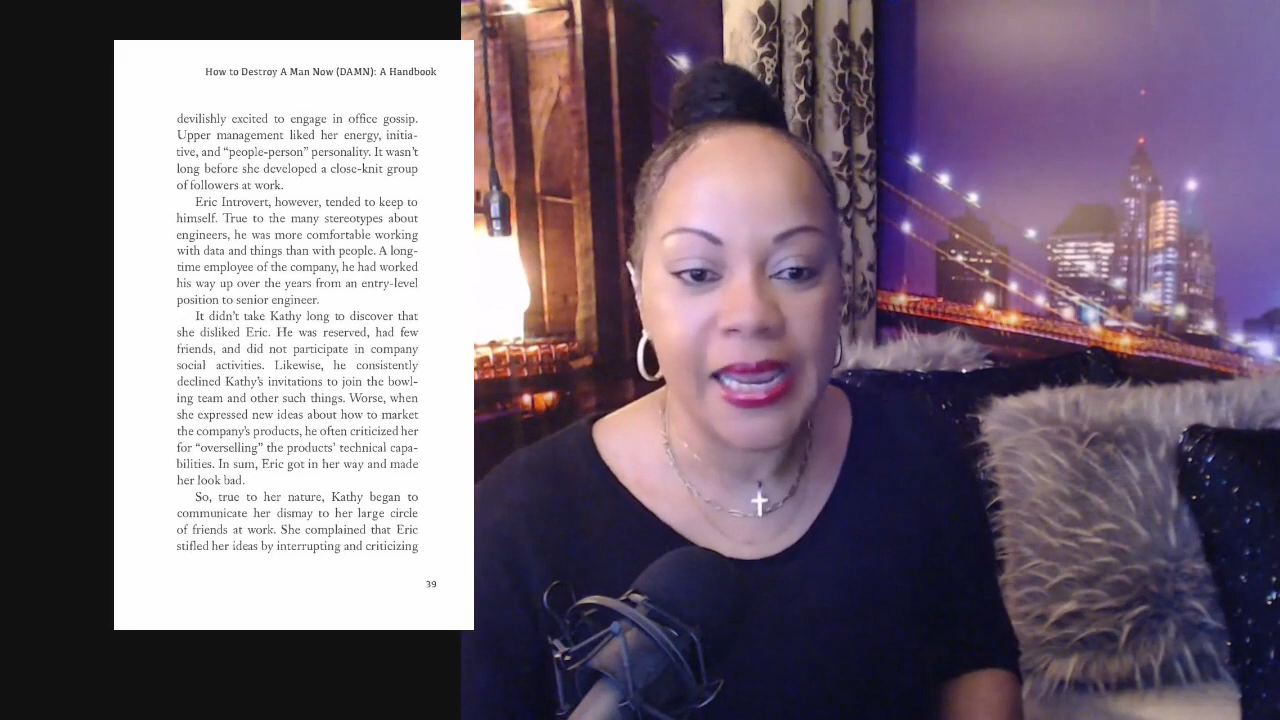 How to Destroy A Man Now (DAMN): A Handbook
devilishly excited to engage in office gossip.
Upper management liked her energy, initia-
tive, and “people-person” personality. It wasn’t
long before she developed a close-knit group
of followers at work.
Eric Introvert, however, tended to keep to
himself. True to the many stereotypes about
engineers, he was more comfortable working
with data and things than with people. A long-
time employee of the company, he had worked
his way up over the years from an entry-level
position to senior engineer.
It didn’t take Kathy long to discover that
she disliked Eric. He was reserved, had few
friends, and did not participate in company
social activities. Likewise, he consistently
declined Kathy’s invitations to join the bowl-
ing team and other such things. Worse, when
she expressed new ideas about how to market
the company’s products, he often criticized her
for “overselling” the products’ technical capa-
bilities. In sum, Eric got in her way and made
her look bad.
So, true to her nature, Kathy began to
communicate her dismay to her large circle
of friends at work. She complained that Eric
stifled her ideas by interrupting and criticizing
39